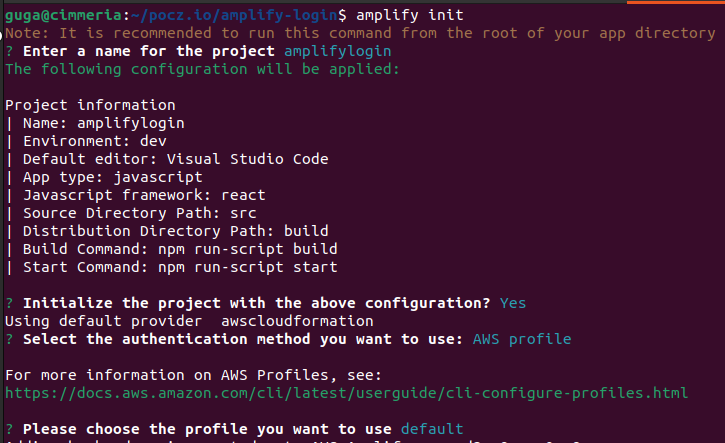 guga@cimmeria:~/pocz.io/amplify-login$ amplify init
Note: It is recommended to run this command from the root of your app directory
? Enter a name for the project amplifylogin
The following configuration will be applied:
Project information
| Name: amplifylogin
| Environment: dev
| Default editor: Visual Studio Code
| App type: javascript
| Javascript framework: react
| Source Directory Path: src
| Distribution Directory Path: build
| Build Command: npm run-script build
| Start Command: npm run-script start
? Initialize the project with the above configuration? Yes
Using default provider  awscloudformation
? Select the authentication method you want to use: AWS profile
For more information on AWS Profiles, see:
https://docs.aws.amazon.com/cli/latest/userguide/cli-configure-profiles.html
? Please choose the profile you want to use default